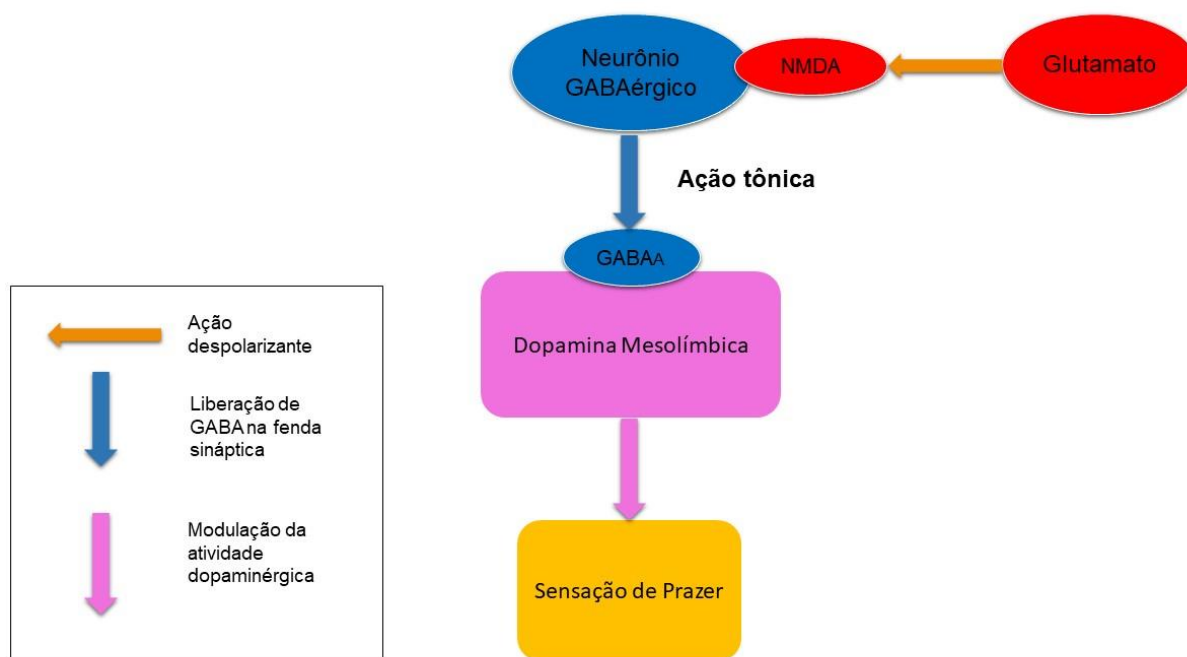 Neurônio
GABAérgico
NMDA
Glutamato
Ação tônica
GABAA
Dopamina Mesolímbica
Sensação de Prazer
Ação
despolarizante
Liberação de
GABA na fenda
sináptica
Modulação da
atividade
dopaminérgica